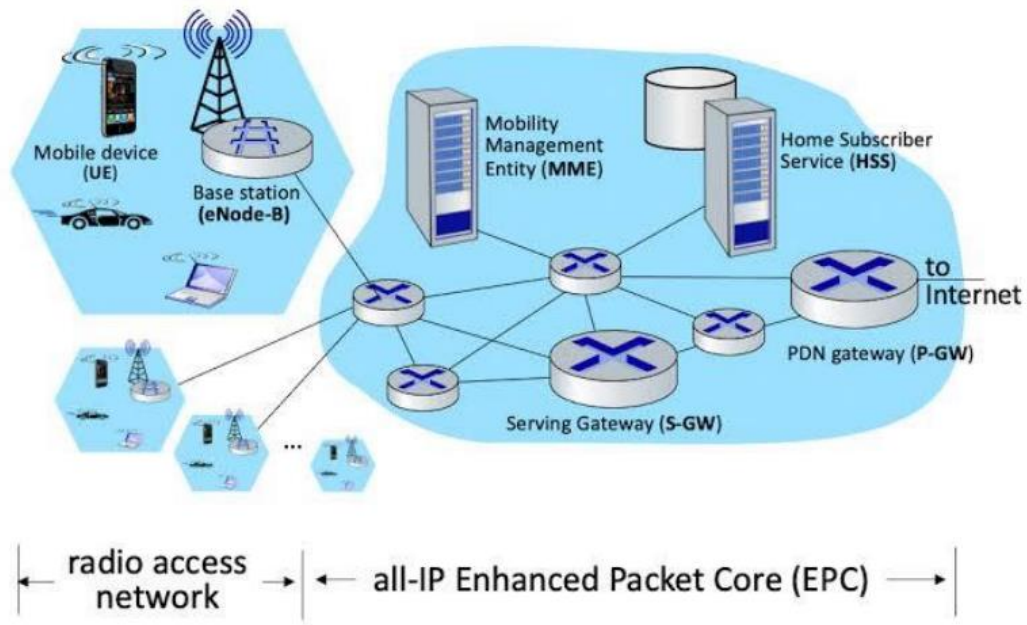 Mobile device
(UE)
Base station
(eNode-B)
Mobility
Management
Entity (MME)
Home Subscriber
Service (HSS)
to
Internet
PDN gateway (P-GW)
Serving Gateway (S-GW)
...
radio access
network
all-IP Enhanced Packet Core (EPC)